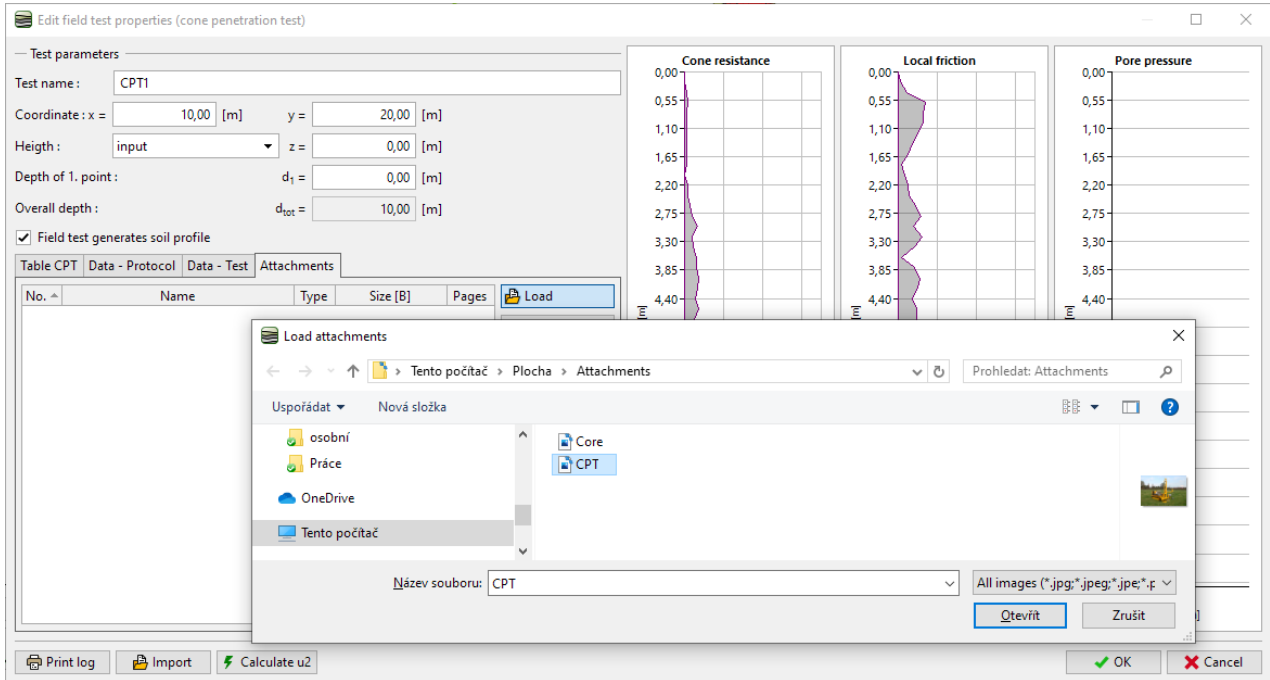 Edit field test properties (cone penetration test)
Test parameters
Test name : CPT1
Coordinate : x = 10,00 [m] y = 20,00 [m]
Heigth : input z = 0,00 [m]
Depth of 1. point : d1 = 0,00 [m]
Overall depth : dtot = 10,00 [m]
Field test generates soil profile
Table CPT Data - Protocol Data - Test Attachments
No. Name Type Size [B] Pages Load
Cone resistance
0,00
0,55
1,10
1,65
2,20
2,75
3,30
3,85
4,40
[m]
Local friction
0,00
0,55
1,10
1,65
2,20
2,75
3,30
3,85
4,40
[m]
Pore pressure
0,00
0,55
1,10
1,65
2,20
2,75
3,30
3,85
4,40
[m]
Load attachments
Tento počítač › Plocha › Attachments Prohledat: Attachments
Uspořádat Nová složka
osobní
Práce
OneDrive
Tento počítač
Core
CPT
Název souboru: CPT All images (*.jpg;*.jpeg;*.jpe;*.p
Otevřít Zrušit
Print log Import Calculate u2 OK Cancel